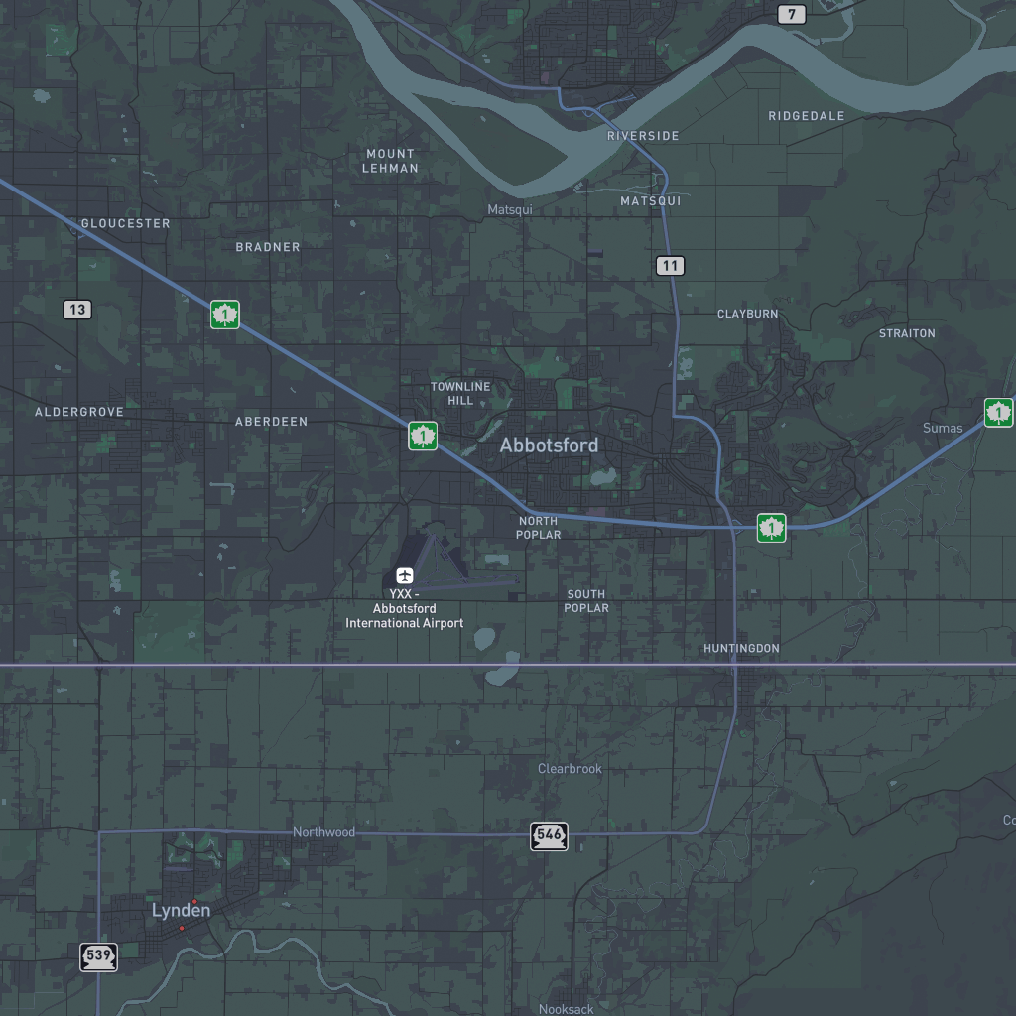 7
RIDGEDALE
RIVERSIDE
MOUNT
LEHMAN
MATSQUI
Matsqui
GLOUCESTER
BRADNER
11
13
1
CLAYBURN
STRAITON
TOWNLINE
HILL
ALDERGROVE
ABERDEEN
1
1
Sumas
Abbotsford
NORTH
POPLAR
1
YXX -
Abbotsford
International Airport
SOUTH
POPLAR
HUNTINGDON
Clearbrook
Northwood
546
Co
Lynden
539
Nooksack